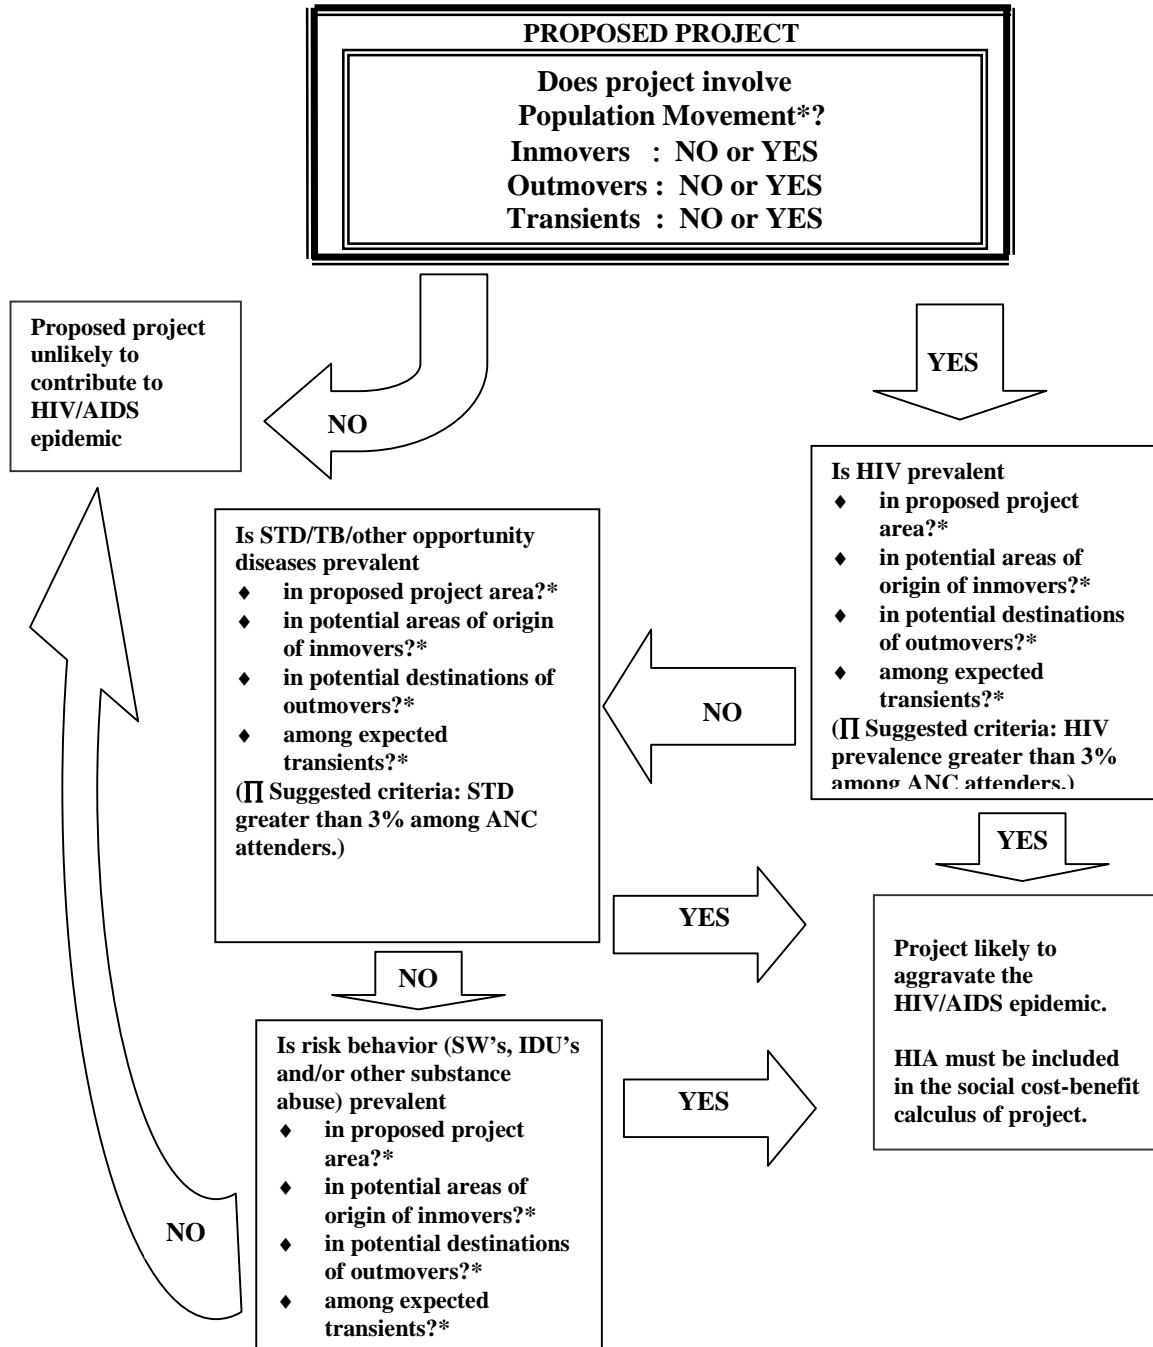 PROPOSED PROJECT
Does project involve
Population Movement*?
Inmovers : NO or YES
Outmovers : NO or YES
Transients : NO or YES
Proposed project
unlikely to
contribute to
HIV/AIDS
epidemic
NO
YES
Is HIV prevalent
♦ in proposed project
area?*
♦ in potential areas of
origin of inmovers?*
♦ in potential destinations
of outmovers?*
♦ among expected
transients?*
(∏ Suggested criteria: HIV
prevalence greater than 3%
among ANC attenders.)
Is STD/TB/other opportunity
diseases prevalent
♦ in proposed project area?*
♦ in potential areas of origin
of inmovers?*
♦ in potential destinations of
outmovers?*
♦ among expected
transients?*
(∏ Suggested criteria: STD
greater than 3% among ANC
attenders.)
NO
YES
YES
Project likely to
aggravate the
HIV/AIDS epidemic.
HIA must be included
in the social cost-benefit
calculus of project.
NO
Is risk behavior (SW’s, IDU’s
and/or other substance
abuse) prevalent
♦ in proposed project
area?*
♦ in potential areas of
origin of inmovers?*
♦ in potential destinations
of outmovers?*
♦ among expected
transients?*
YES
NO